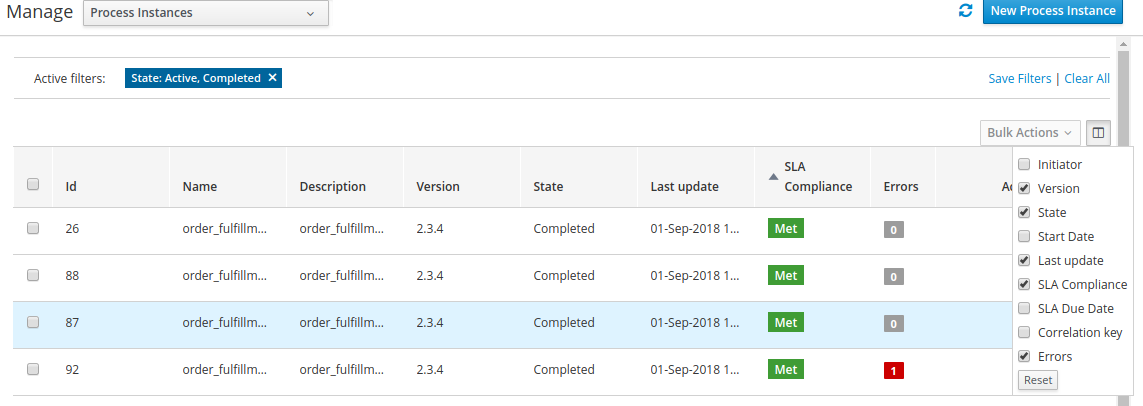 Manage Process Instances New Process Instance
Active filters: State: Active, Completed × Save Filters | Clear All
Bulk Actions
Id Name Description Version State Last update SLA Compliance Errors
26 order_fulfillm... order_fulfillm... 2.3.4 Completed 01-Sep-2018 1... Met 0
88 order_fulfillm... order_fulfillm... 2.3.4 Completed 01-Sep-2018 1... Met 0
87 order_fulfillm... order_fulfillm... 2.3.4 Completed 01-Sep-2018 1... Met 0
92 order_fulfillm... order_fulfillm... 2.3.4 Completed 01-Sep-2018 1... Met 1
Initiator
Version
State
Start Date
Last update
SLA Compliance
SLA Due Date
Correlation key
Errors
Reset